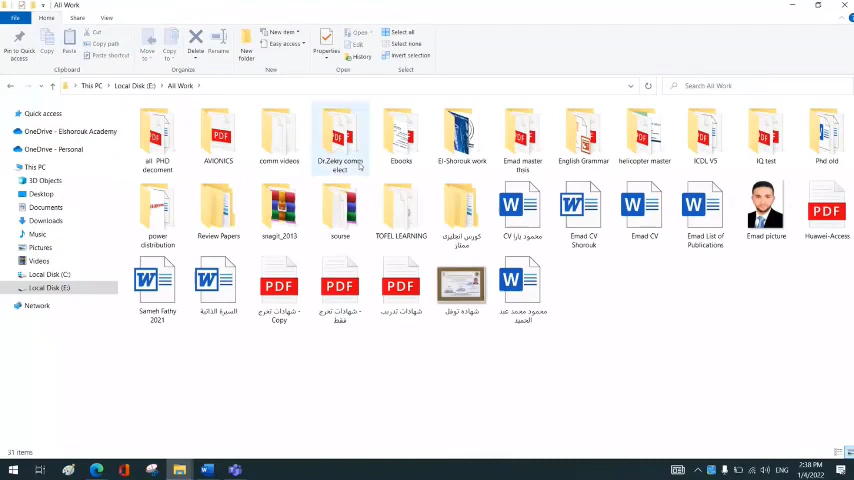 All Work
File
Home
Share
View
Pin to Quick access
Copy
Paste
Cut
Copy path
Paste shortcut
Clipboard
Move to
Copy to
Delete
Rename
Organize
New folder
New item
Easy access
New
Properties
Open
Edit
History
Open
Select all
Select none
Invert selection
Select
This PC > Local Disk (E:) > All Work >
Search All Work
Quick access
OneDrive - Elshorouk Academy
OneDrive - Personal
This PC
3D Objects
Desktop
Documents
Downloads
Music
Pictures
Videos
Local Disk (C:)
Local Disk (E:)
Network
all PHD
decoment
AVIONICS
comm videos
Dr.Zekry comm
elect
Ebooks
El-Shorouk work
Emad master
thsis
English Grammar
helicopter master
ICDL V5
IQ test
Phd old
power
distribution
Review Papers
snagit_2013
sourse
TOFEL LEARNING
كورس انجليزى
ممتاز
محمود يارا CV
Emad CV
Shorouk
Emad CV
Emad List of
Publications
Emad picture
Huawei-Access
Sameh Fathy
2021
السيرة الذاتية
شهادات تخرج -
Copy
شهادات تخرج -
فقط
شهادات تدريب
شهادة توفل
محمود محمد عبد
الحميد
31 items
ENG
2:38 PM
1/4/2022